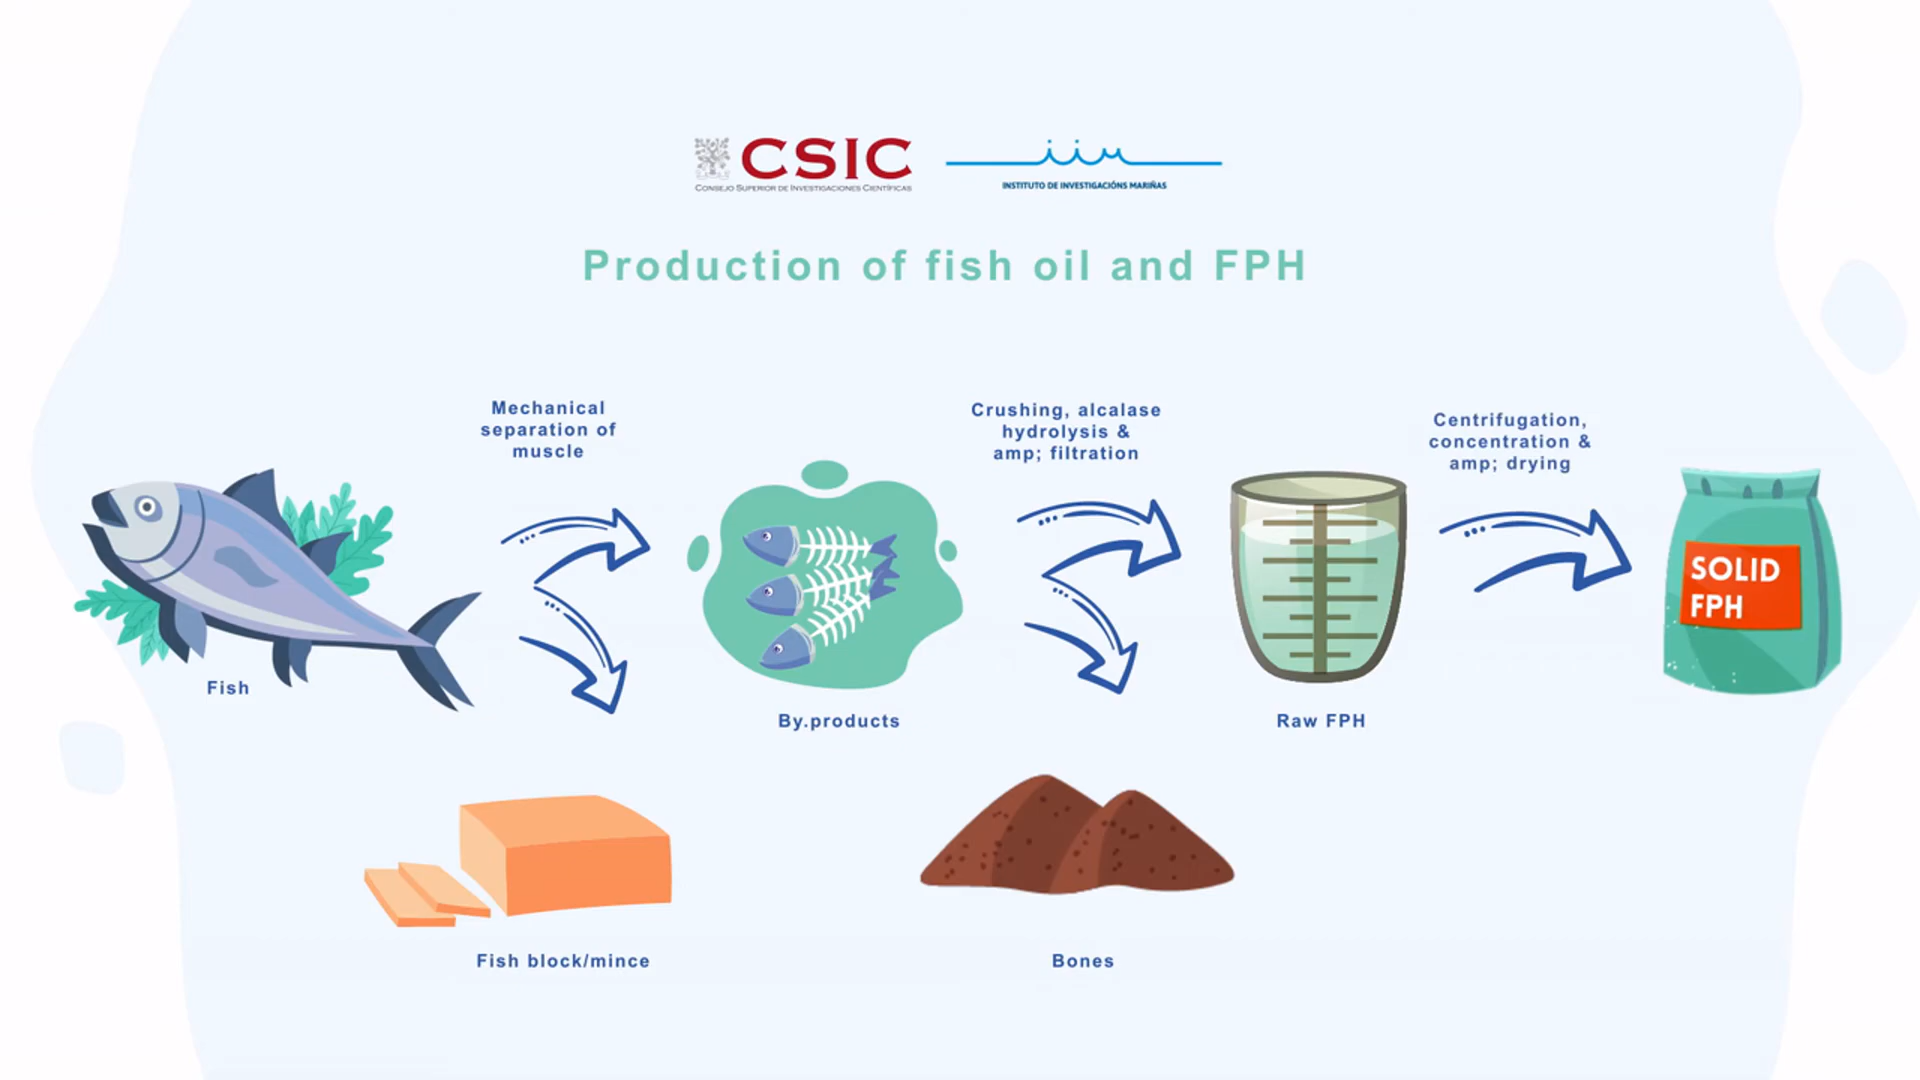 CSIC
CONSEJO SUPERIOR DE INVESTIGACIONES CIENTÍFICAS
iim
INSTITUTO DE INVESTIGACIÓNS MARIÑAS
Production of fish oil and FPH
Mechanical
separation of
muscle
Crushing, alcalase
hydrolysis &
amp; filtration
Centrifugation,
concentration &
amp; drying
SOLID
FPH
Fish
By.products
Raw FPH
Fish block/mince
Bones